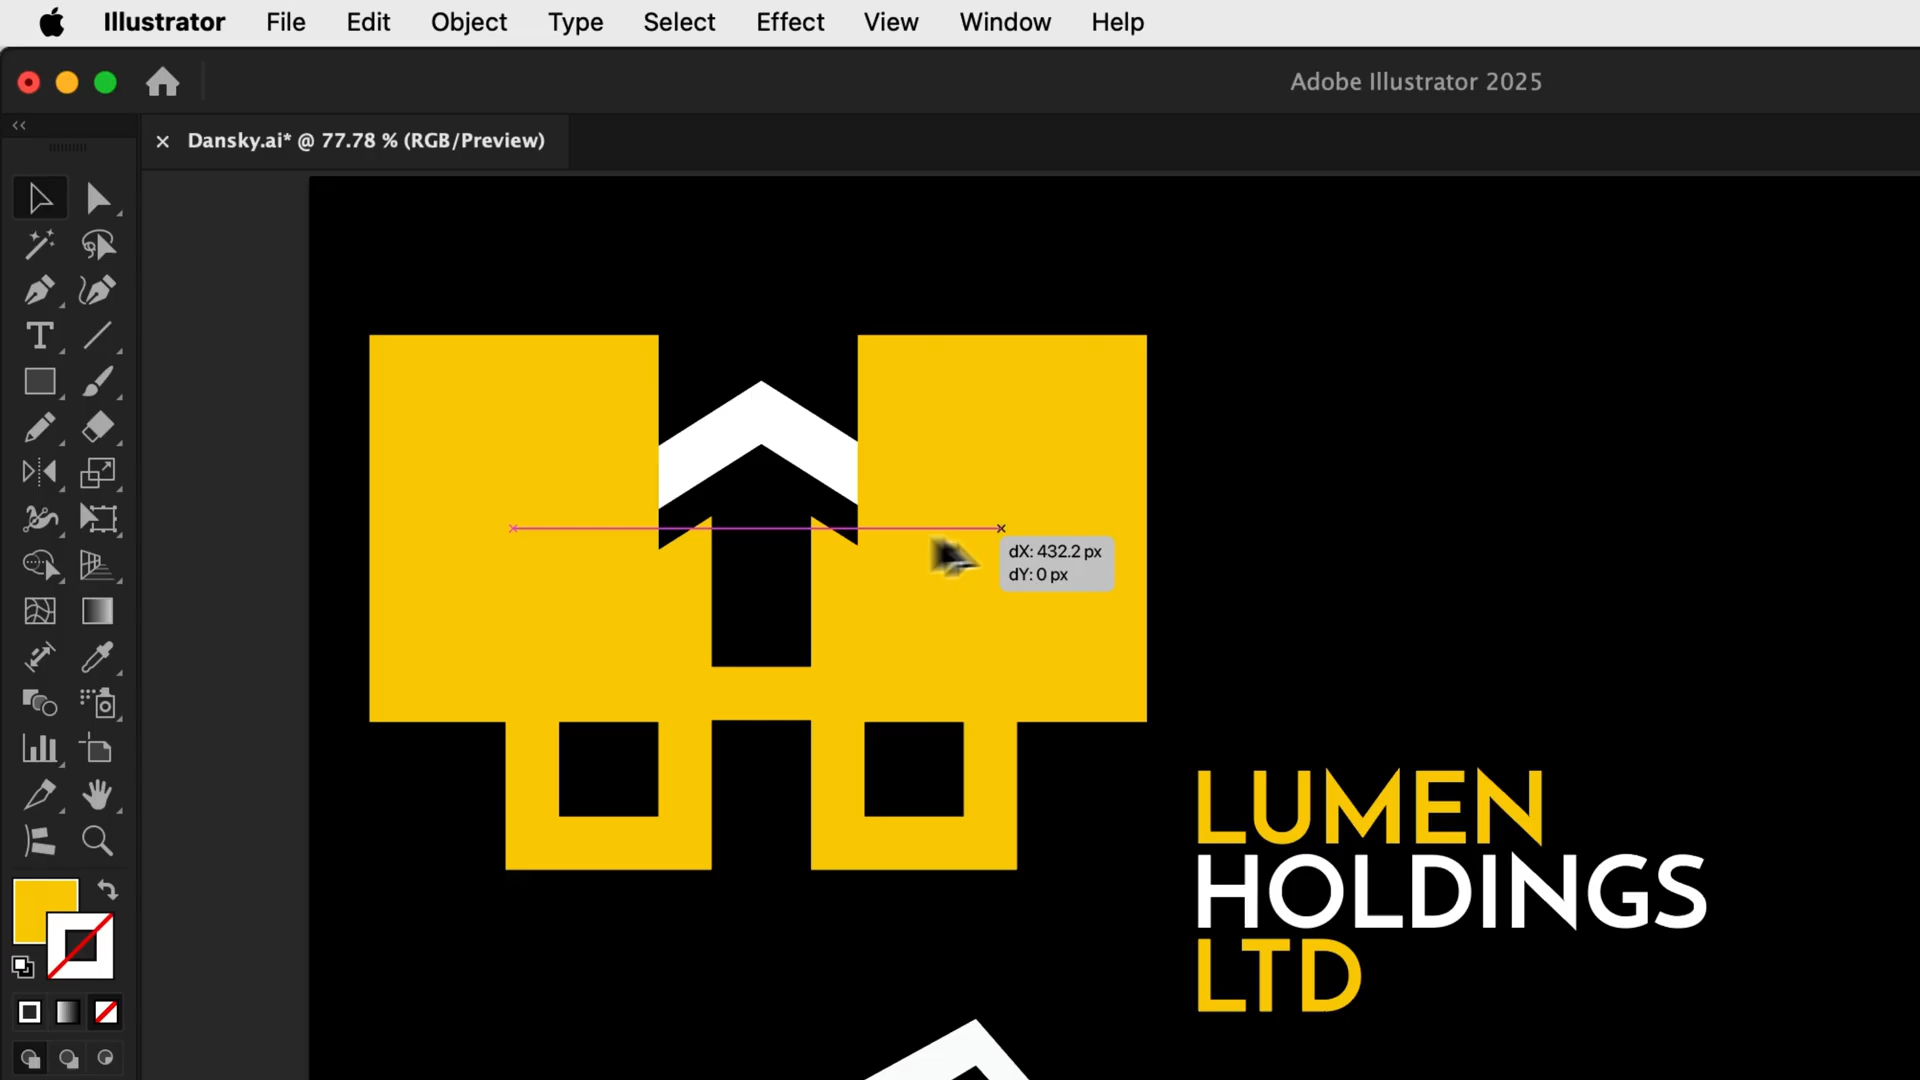 Illustrator File Edit Object Type Select Effect View Window Help
Adobe Illustrator 2025
Dansky.ai* @ 77.78 % (RGB/Preview)
dX: 432.2 px
dY: 0 px
LUMEN
HOLDINGS
LTD